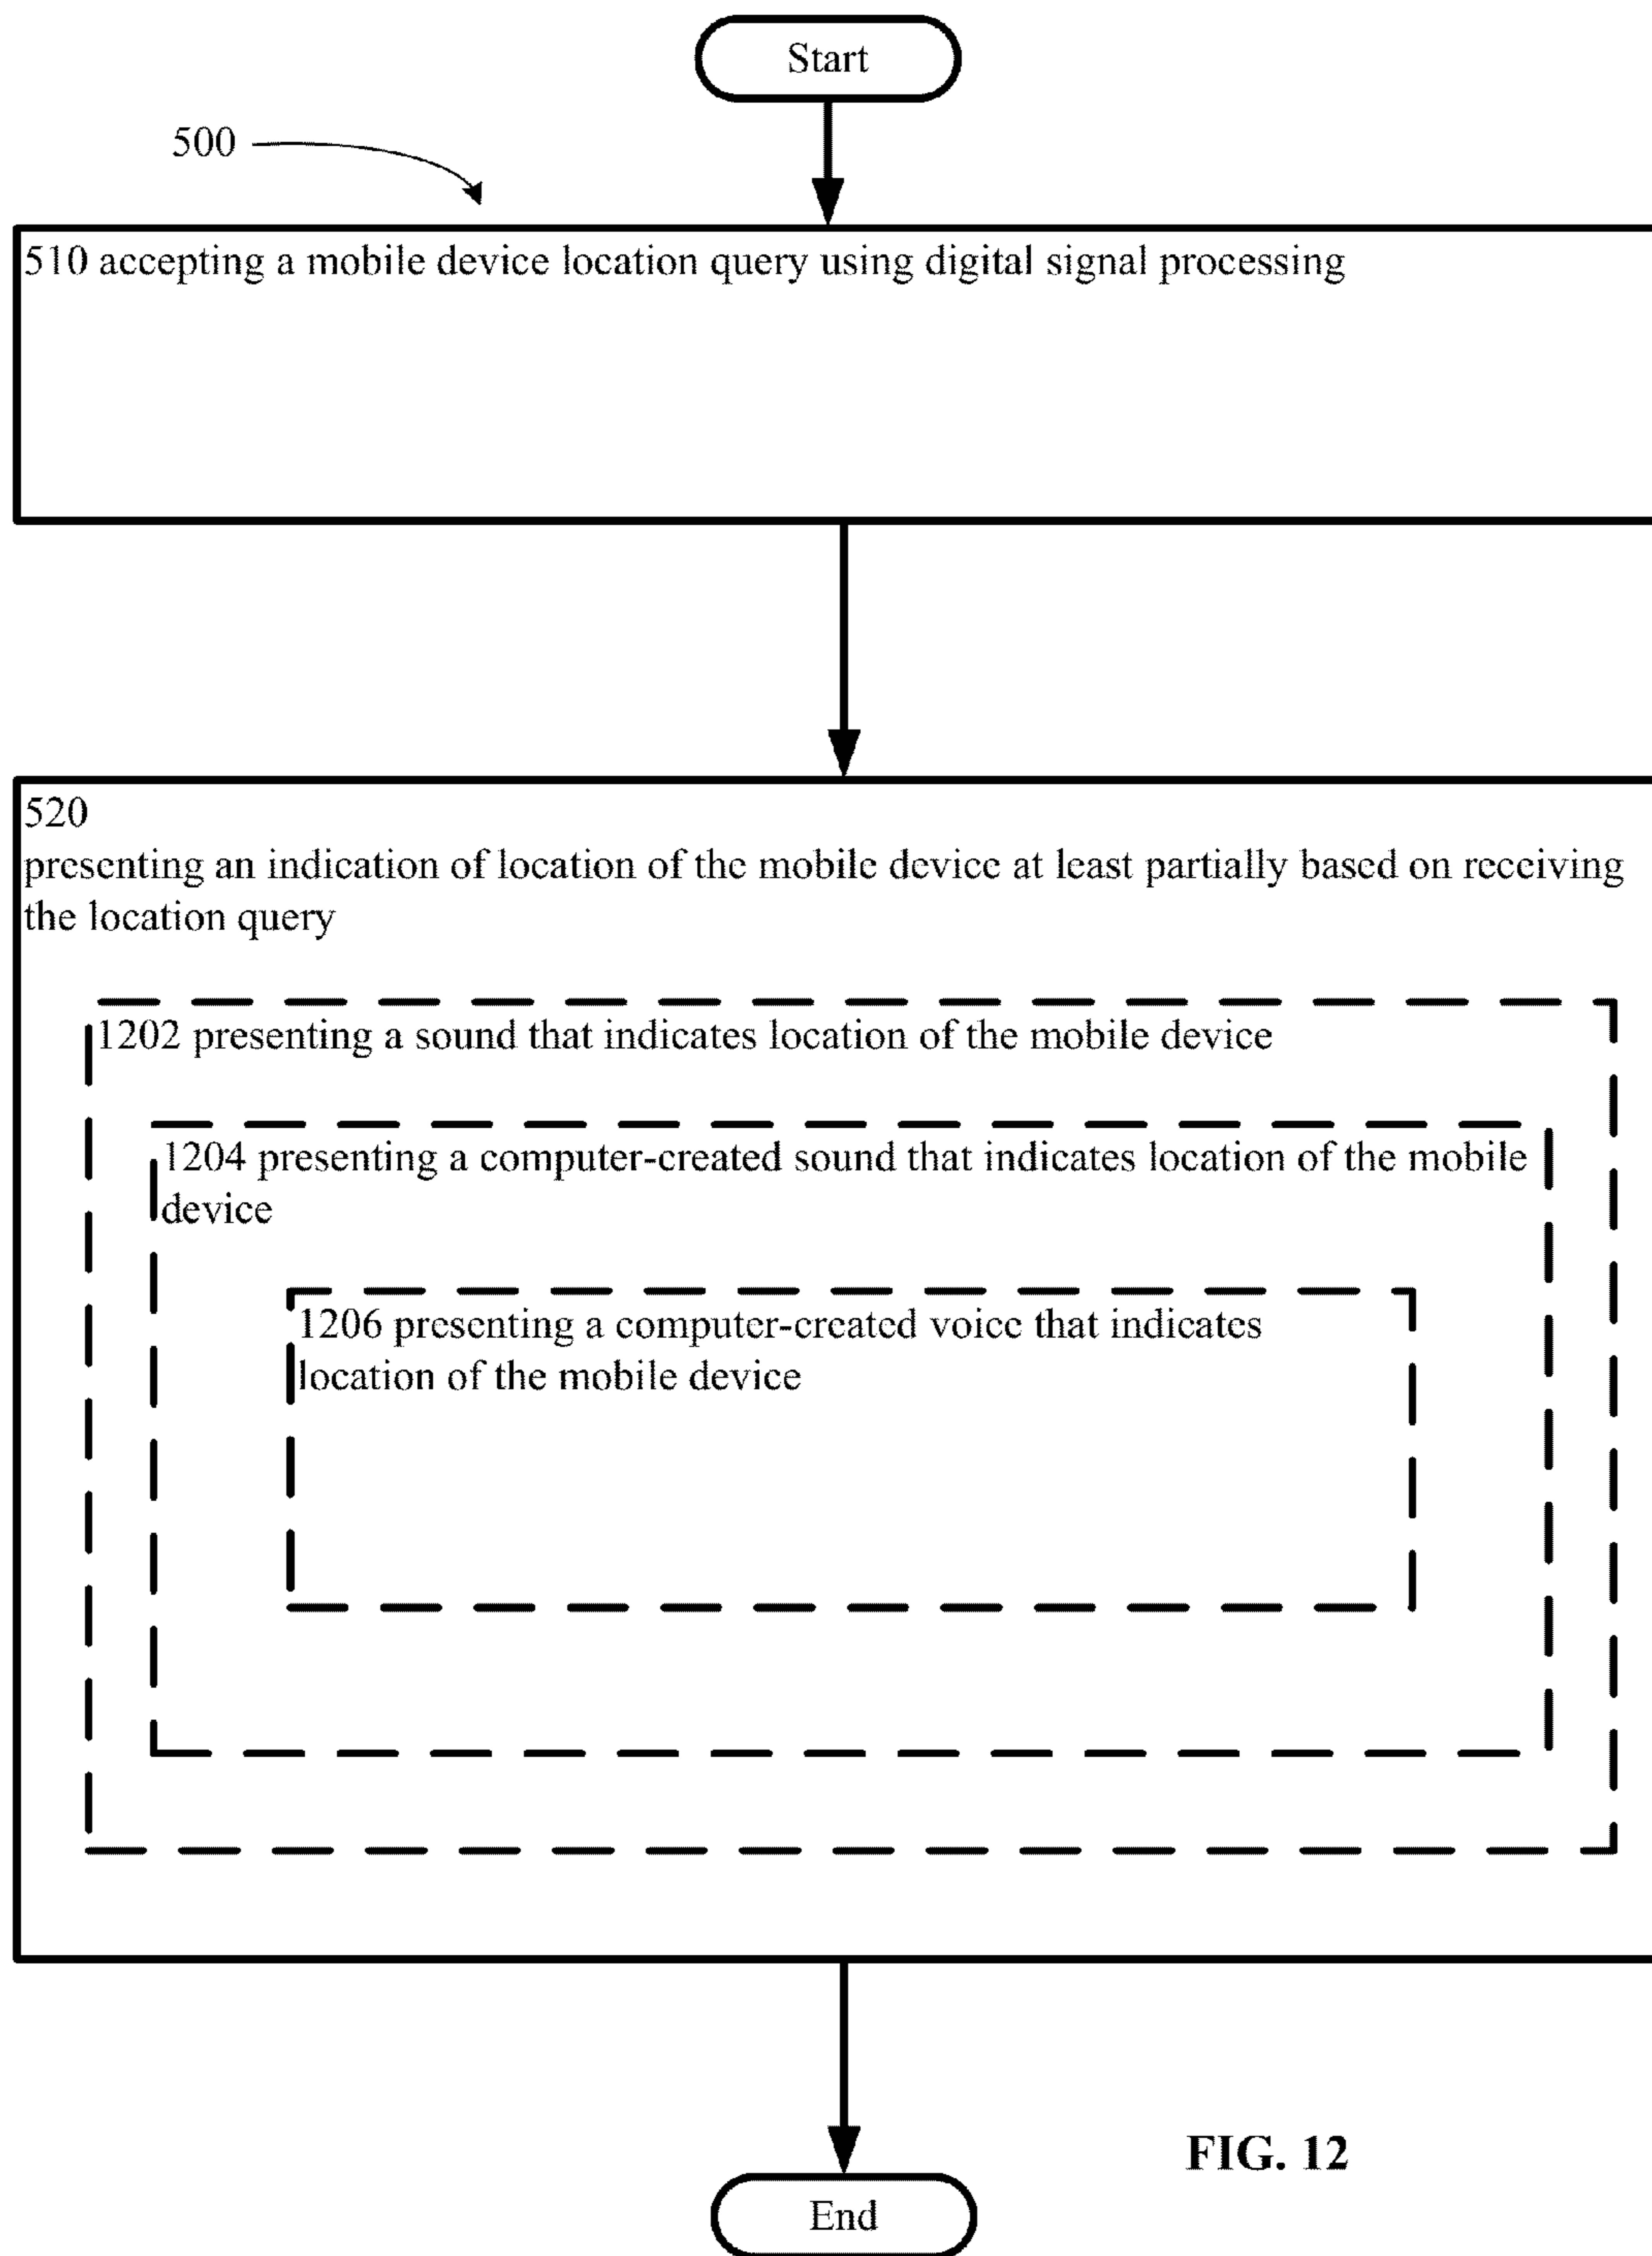 Start
500
510 accepting a mobile device location query using digital signal processing
520
presenting an indication of location of the mobile device at least partially based on receiving
the location query
1202 presenting a sound that indicates location of the mobile device
1204 presenting a computer-created sound that indicates location of the mobile
device
1206 presenting a computer-created voice that indicates
location of the mobile device
FIG. 12
End